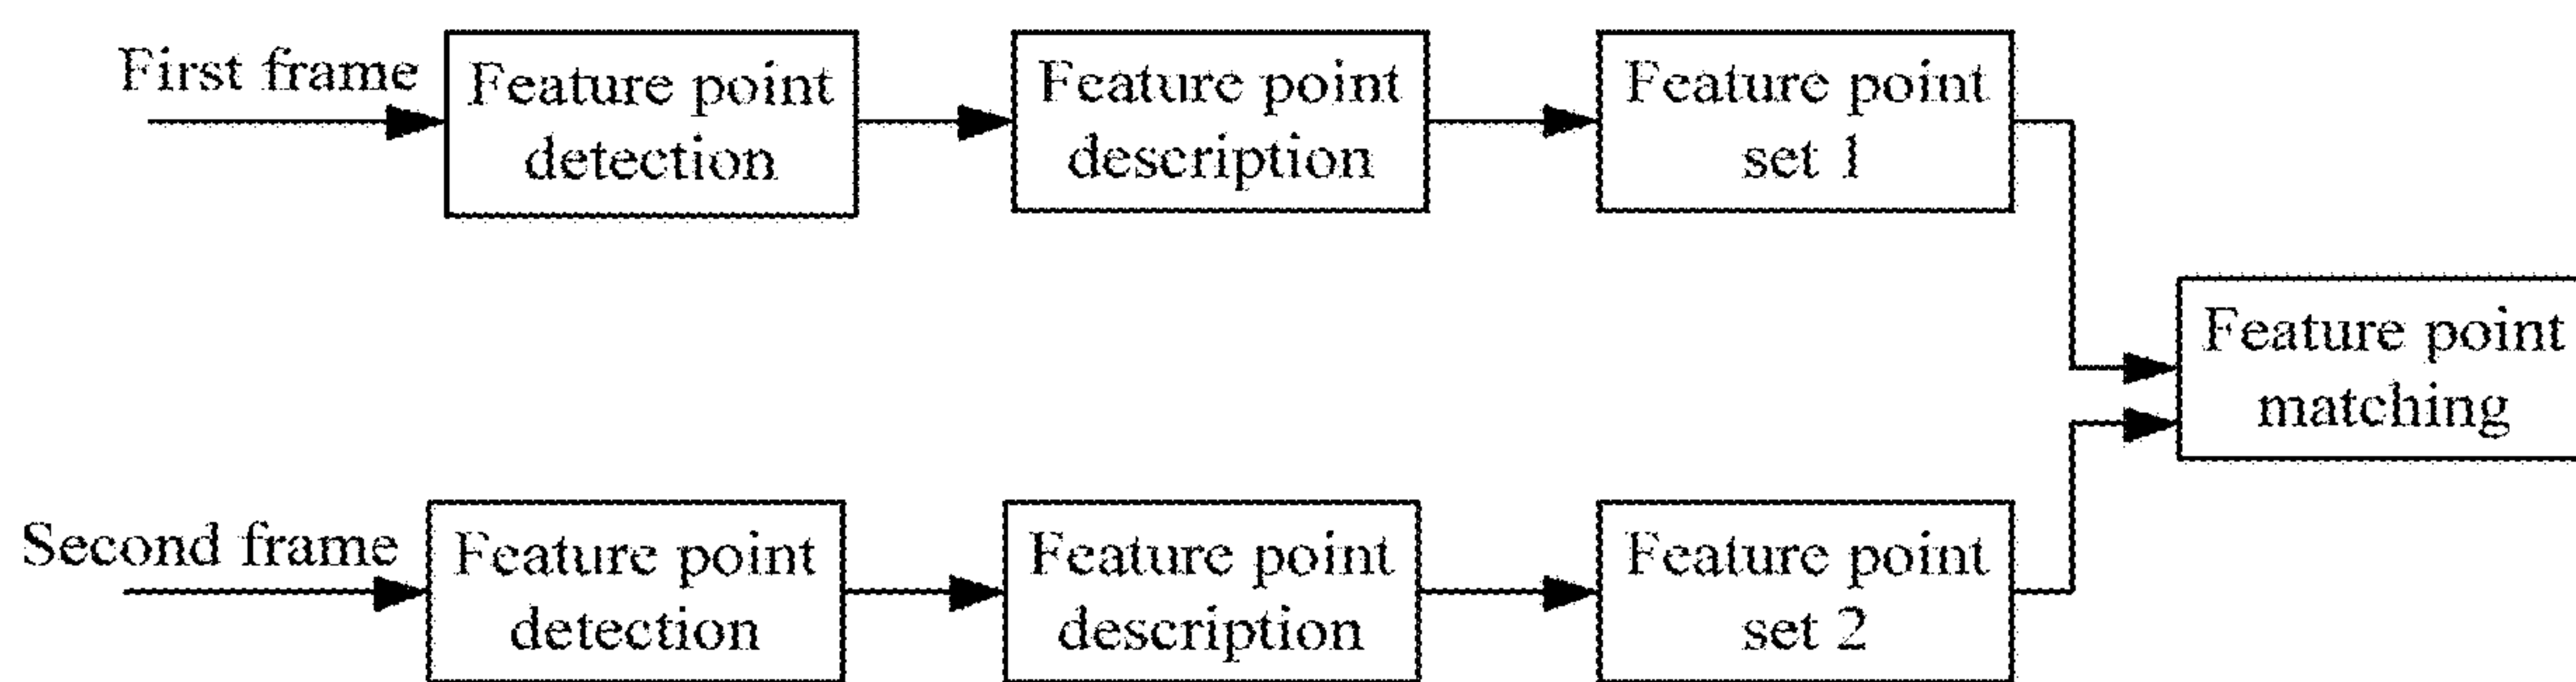 First frame
Feature point
detection
Feature point
description
Feature point
set 1
Feature point
matching
Second frame
Feature point
detection
Feature point
description
Feature point
set 2